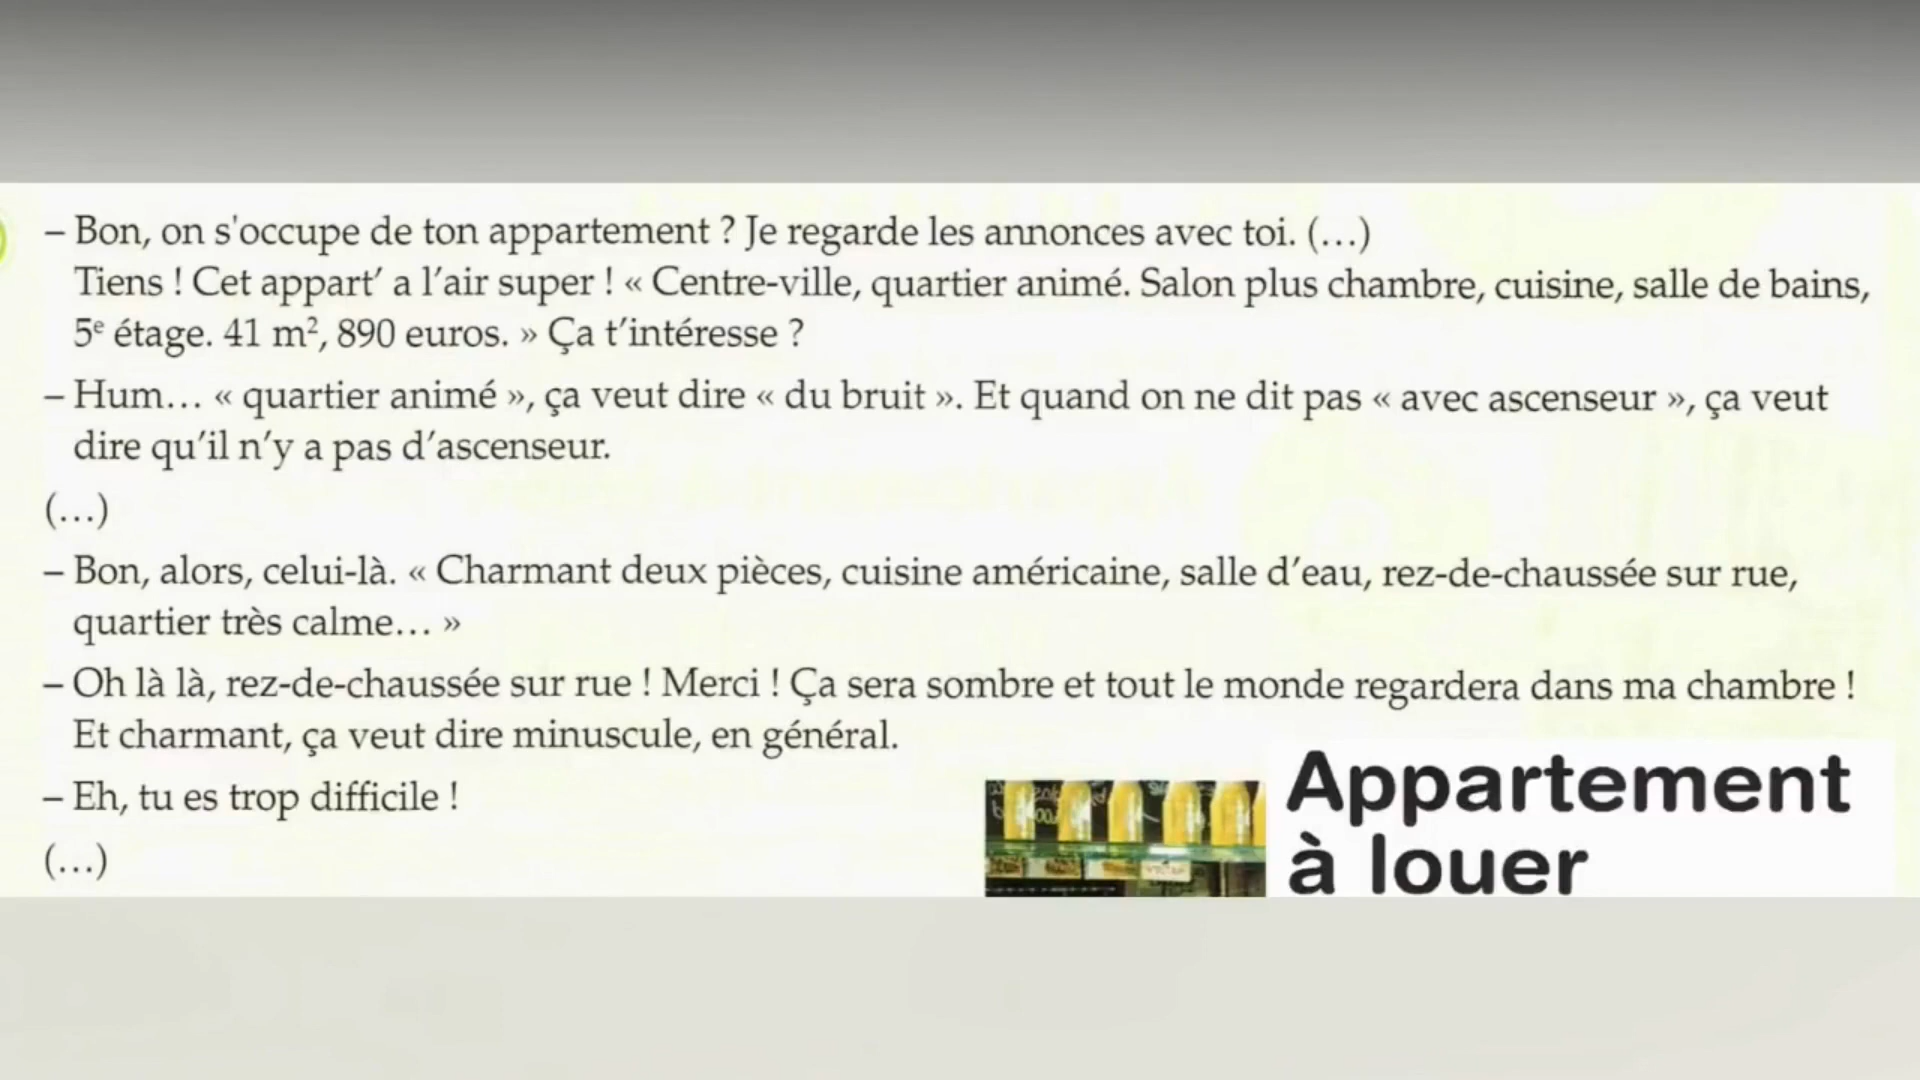 – Bon, on s'occupe de ton appartement ? Je regarde les annonces avec toi. (…)
Tiens ! Cet appart’ a l’air super ! « Centre-ville, quartier animé. Salon plus chambre, cuisine, salle de bains,
5e étage. 41 m², 890 euros. » Ça t’intéresse ?
– Hum… « quartier animé », ça veut dire « du bruit ». Et quand on ne dit pas « avec ascenseur », ça veut
dire qu’il n’y a pas d’ascenseur.
(…)
– Bon, alors, celui-là. « Charmant deux pièces, cuisine américaine, salle d’eau, rez-de-chaussée sur rue,
quartier très calme… »
– Oh là là, rez-de-chaussée sur rue ! Merci ! Ça sera sombre et tout le monde regardera dans ma chambre !
Et charmant, ça veut dire minuscule, en général.
– Eh, tu es trop difficile !
(…)
Appartement
à louer